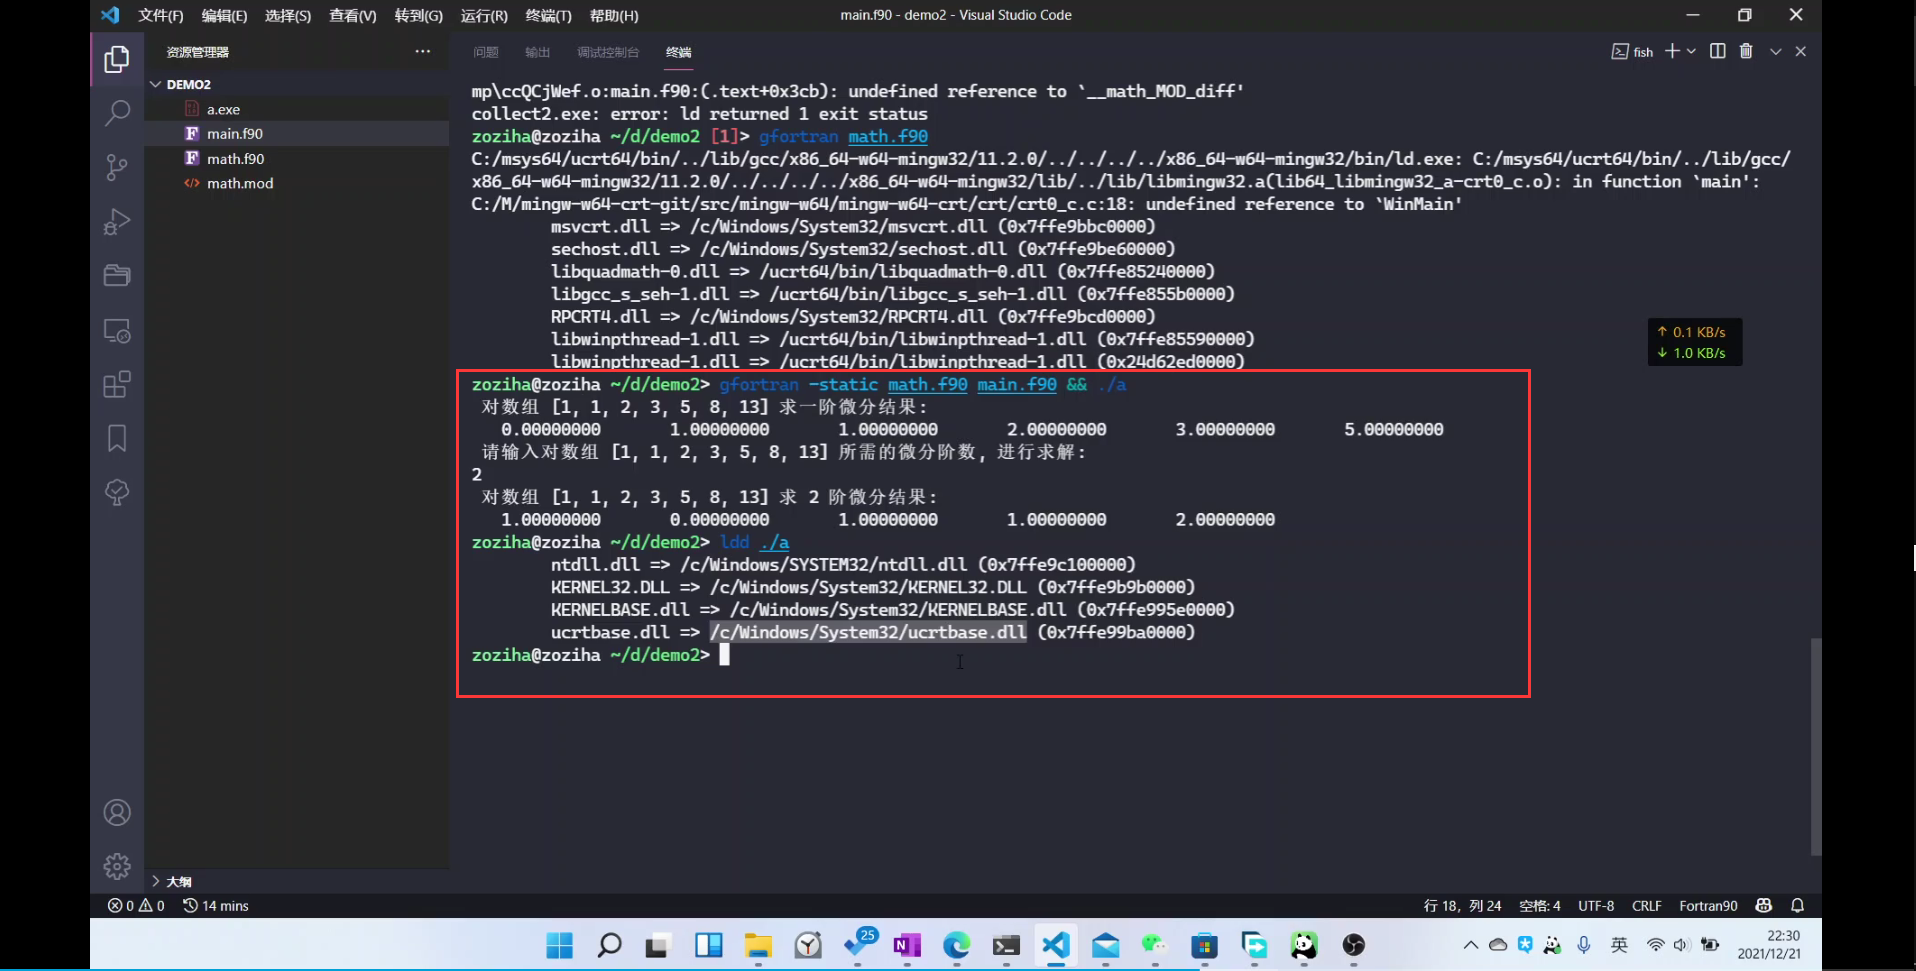 文件(F) 编辑(E) 选择(S) 查看(V) 转到(G) 运行(R) 终端(T) 帮助(H) main.f90 - demo2 - Visual Studio Code
资源管理器 ···
DEMO2
a.exe
main.f90
math.f90
math.mod
大纲
问题 输出 调试控制台 终端 fish
mp\ccQCjWef.o:main.f90:(.text+0x3cb): undefined reference to `__math_MOD_diff'
collect2.exe: error: ld returned 1 exit status
zoziha@zoziha ~/d/demo2 [1]> gfortran math.f90
C:/msys64/ucrt64/bin/../lib/gcc/x86_64-w64-mingw32/11.2.0/../../../../x86_64-w64-mingw32/bin/ld.exe: C:/msys64/ucrt64/bin/../lib/gcc/
x86_64-w64-mingw32/11.2.0/../../../../x86_64-w64-mingw32/lib/../lib/libmingw32.a(lib64_libmingw32_a-crt0_c.o): in function `main':
C:/M/mingw-w64-crt-git/src/mingw-w64/mingw-w64-crt/crt/crt0_c.c:18: undefined reference to `WinMain'
msvcrt.dll => /c/Windows/System32/msvcrt.dll (0x7ffe9bbc0000)
sechost.dll => /c/Windows/System32/sechost.dll (0x7ffe9be60000)
libquadmath-0.dll => /ucrt64/bin/libquadmath-0.dll (0x7ffe85240000)
libgcc_s_seh-1.dll => /ucrt64/bin/libgcc_s_seh-1.dll (0x7ffe855b0000)
RPCRT4.dll => /c/Windows/System32/RPCRT4.dll (0x7ffe9bcd0000)
libwinpthread-1.dll => /ucrt64/bin/libwinpthread-1.dll (0x7ffe85590000)
libwinpthread-1.dll => /ucrt64/bin/libwinpthread-1.dll (0x24d62ed0000)
zoziha@zoziha ~/d/demo2> gfortran -static math.f90 main.f90 && ./a
对数组 [1, 1, 2, 3, 5, 8, 13] 求一阶微分结果:
0.00000000 1.00000000 1.00000000 2.00000000 3.00000000 5.00000000
请输入对数组 [1, 1, 2, 3, 5, 8, 13] 所需的微分阶数, 进行求解:
2
对数组 [1, 1, 2, 3, 5, 8, 13] 求 2 阶微分结果:
1.00000000 0.00000000 1.00000000 1.00000000 2.00000000
zoziha@zoziha ~/d/demo2> ldd ./a
ntdll.dll => /c/Windows/SYSTEM32/ntdll.dll (0x7ffe9c100000)
KERNEL32.DLL => /c/Windows/System32/KERNEL32.DLL (0x7ffe9b9b0000)
KERNELBASE.dll => /c/Windows/System32/KERNELBASE.dll (0x7ffe995e0000)
ucrtbase.dll => /c/Windows/System32/ucrtbase.dll (0x7ffe99ba0000)
zoziha@zoziha ~/d/demo2>
↑ 0.1 KB/s
↓ 1.0 KB/s
0 0 14 mins 行 18, 列 24 空格: 4 UTF-8 CRLF Fortran90
25 N 英 22:30
2021/12/21